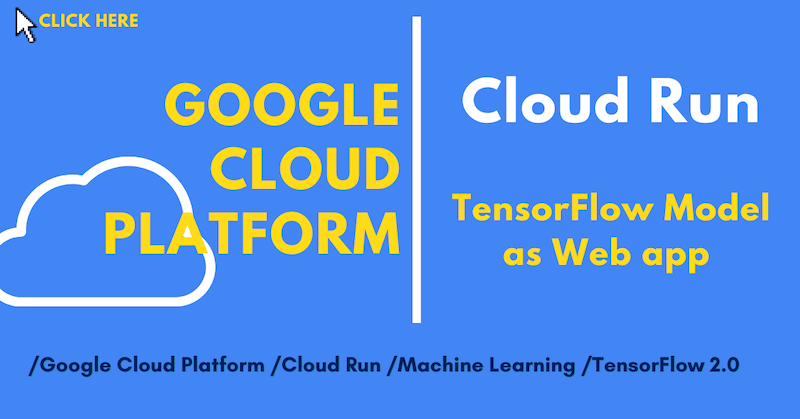 CLICK HERE
GOOGLE
CLOUD
PLATFORM
Cloud Run
TensorFlow Model
as Web app
/Google Cloud Platform /Cloud Run /Machine Learning /TensorFlow 2.0